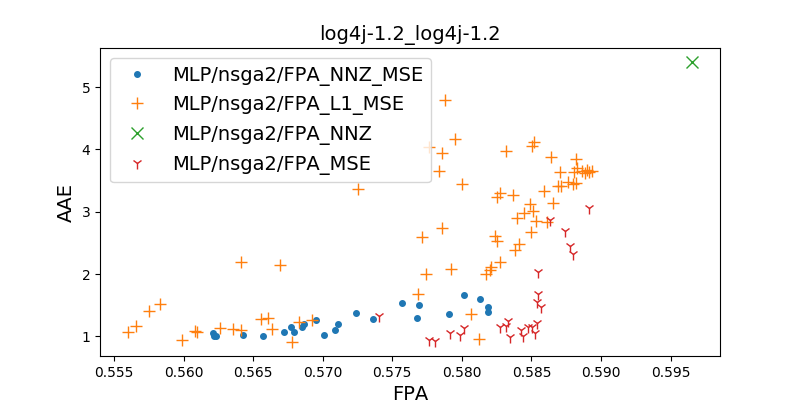 log4j-1.2_log4j-1.2
MLP/nsga2/FPA_NNZ_MSE
MLP/nsga2/FPA_L1_MSE
MLP/nsga2/FPA_NNZ
MLP/nsga2/FPA_MSE
AAE
5
4
3
2
1
0.555 0.560 0.565 0.570 0.575 0.580 0.585 0.590 0.595
FPA